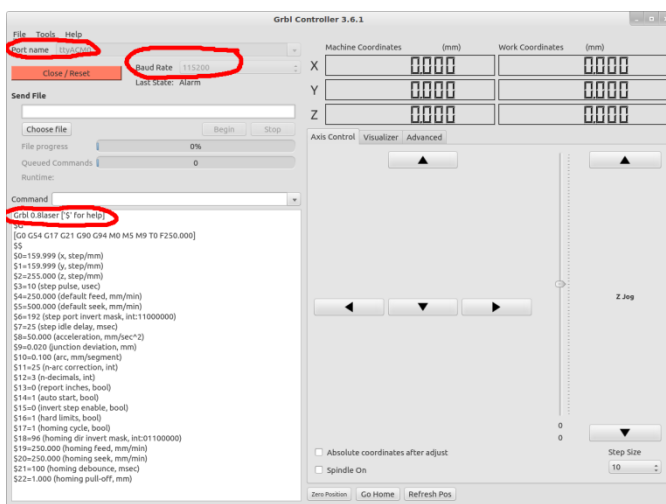 Grbl Controller 3.6.1
File Tools Help
Port name ttyACM0
Close / Reset
Baud Rate 115200
Last State: Alarm
Send File
Choose file
Begin
Stop
File progress
0%
Queued Commands
0
Runtime:
Command
Grbl 0.8laser ['$' for help]
$G
[G0 G54 G17 G21 G90 G94 M0 M5 M9 T0 F250.000]
$$
$0=159.999 (x, step/mm)
$1=159.999 (y, step/mm)
$2=255.000 (z, step/mm)
$3=10 (step pulse, usec)
$4=250.000 (default feed, mm/min)
$5=500.000 (default seek, mm/min)
$6=192 (step port invert mask, int:11000000)
$7=25 (step idle delay, msec)
$8=50.000 (acceleration, mm/sec^2)
$9=0.020 (junction deviation, mm)
$10=0.100 (arc, mm/segment)
$11=25 (n-arc correction, int)
$12=3 (n-decimals, int)
$13=0 (report inches, bool)
$14=1 (auto start, bool)
$15=0 (invert step enable, bool)
$16=1 (hard limits, bool)
$17=1 (homing cycle, bool)
$18=96 (homing dir invert mask, int:01100000)
$19=250.000 (homing feed, mm/min)
$20=250.000 (homing seek, mm/min)
$21=100 (homing debounce, msec)
$22=1.000 (homing pull-off, mm)
Machine Coordinates (mm) Work Coordinates (mm)
X 0.000 0.000
Y 0.000 0.000
Z 0.000 0.000
Axis Control Visualizer Advanced
Z Jog
0
0
Absolute coordinates after adjust
Spindle On
Step Size
10
Zero Position Go Home Refresh Pos